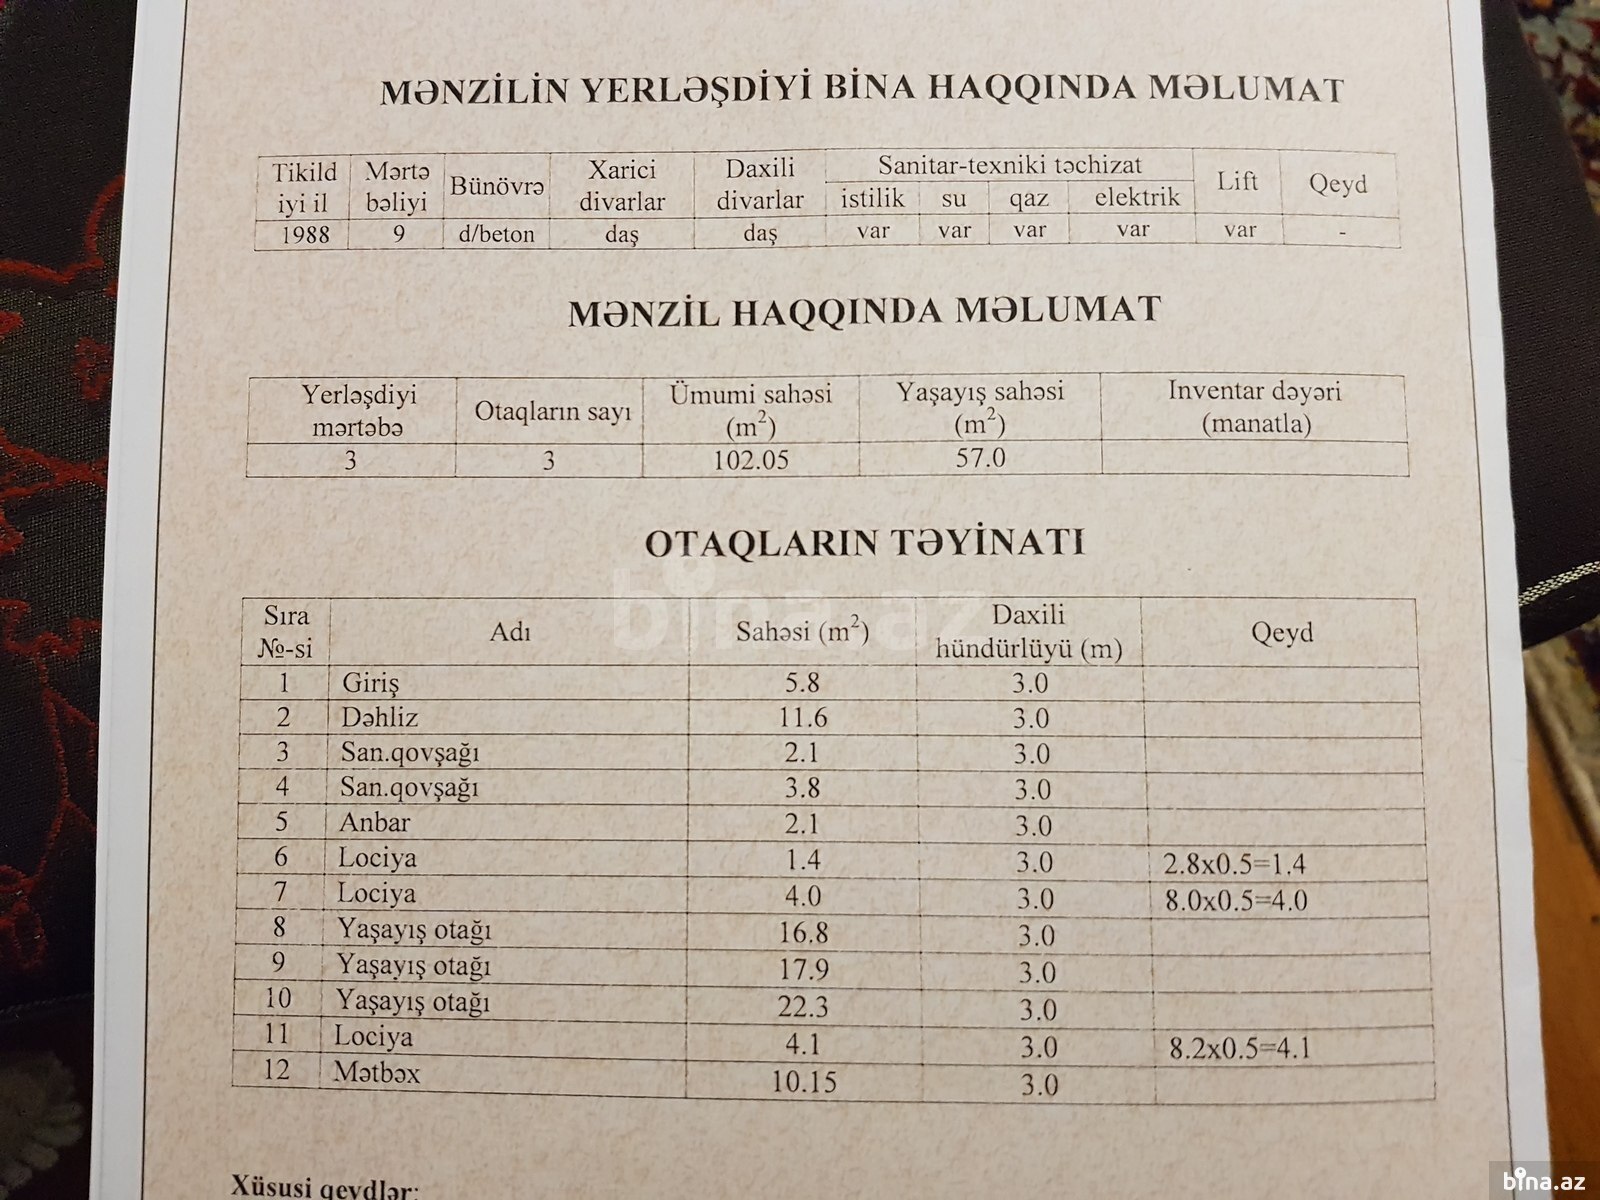 MƏNZİLİN YERLƏŞDİYİ BİNA HAQQINDA MƏLUMAT
Tikild iyi il Mərtə bəliyi Bünövrə Xarici divarlar Daxili divarlar Sanitar-texniki təchizat Lift Qeyd
istilik su qaz elektrik
1988 9 d/beton daş daş var var var var var -
MƏNZİL HAQQINDA MƏLUMAT
Yerləşdiyi mərtəbə Otaqların sayı Ümumi sahəsi (m²) Yaşayış sahəsi (m²) Inventar dəyəri (manatla)
3 3 102.05 57.0
OTAQLARIN TƏYİNATI
Sıra №-si Adı Sahəsi (m²) Daxili hündürlüyü (m) Qeyd
1 Giriş 5.8 3.0
2 Dəhliz 11.6 3.0
3 San.qovşağı 2.1 3.0
4 San.qovşağı 3.8 3.0
5 Anbar 2.1 3.0
6 Lociya 1.4 3.0 2.8x0.5=1.4
7 Lociya 4.0 3.0 8.0x0.5=4.0
8 Yaşayış otağı 16.8 3.0
9 Yaşayış otağı 17.9 3.0
10 Yaşayış otağı 22.3 3.0
11 Lociya 4.1 3.0 8.2x0.5=4.1
12 Mətbəx 10.15 3.0
Xüsusi qeydlər:
bina.az
bina.az